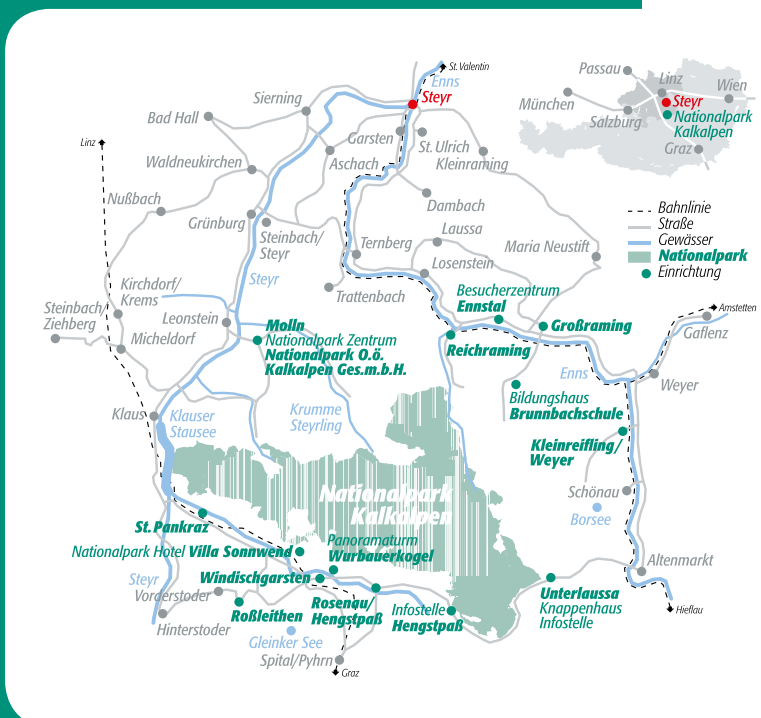 St. Valentin
Enns
Steyr
Sierning
Bad Hall
Linz
Garsten
St. Ulrich
Kleinraming
Aschach
Waldneukirchen
Dambach
Nußbach
Grünburg
Steinbach/
Steyr
Laussa
Ternberg
Maria Neustift
Losenstein
Steyr
Trattenbach
Kirchdorf/
Krems
Steinbach/
Ziehberg
Leonstein
Micheldorf
Molln
Nationalpark Zentrum
Nationalpark O.ö.
Kalkalpen Ges.m.b.H.
Besucherzentrum
Ennstal
Großraming
Reichraming
Amstetten
Gaflenz
Enns
Weyer
Bildungshaus
Brunnbachschule
Klaus
Klauser
Stausee
Krumme
Steyrling
Kleinreifling/
Weyer
Schönau
Borsee
Nationalpark
Kalkalpen
St. Pankraz
Panoramaturm
Wurbauerkogel
Nationalpark Hotel Villa Sonnwend
Windischgarsten
Steyr
Vorderstoder
Roßleithen
Hinterstoder
Rosenau/
Hengstpaß
Infostelle
Hengstpaß
Gleinker See
Spital/Pyhrn
Graz
Altenmarkt
Unterlaussa
Knappenhaus
Infostelle
Hieflau
Passau
Linz
Wien
München
Steyr
Salzburg
Nationalpark
Kalkalpen
Graz
Bahnlinie
Straße
Gewässer
Nationalpark
Einrichtung